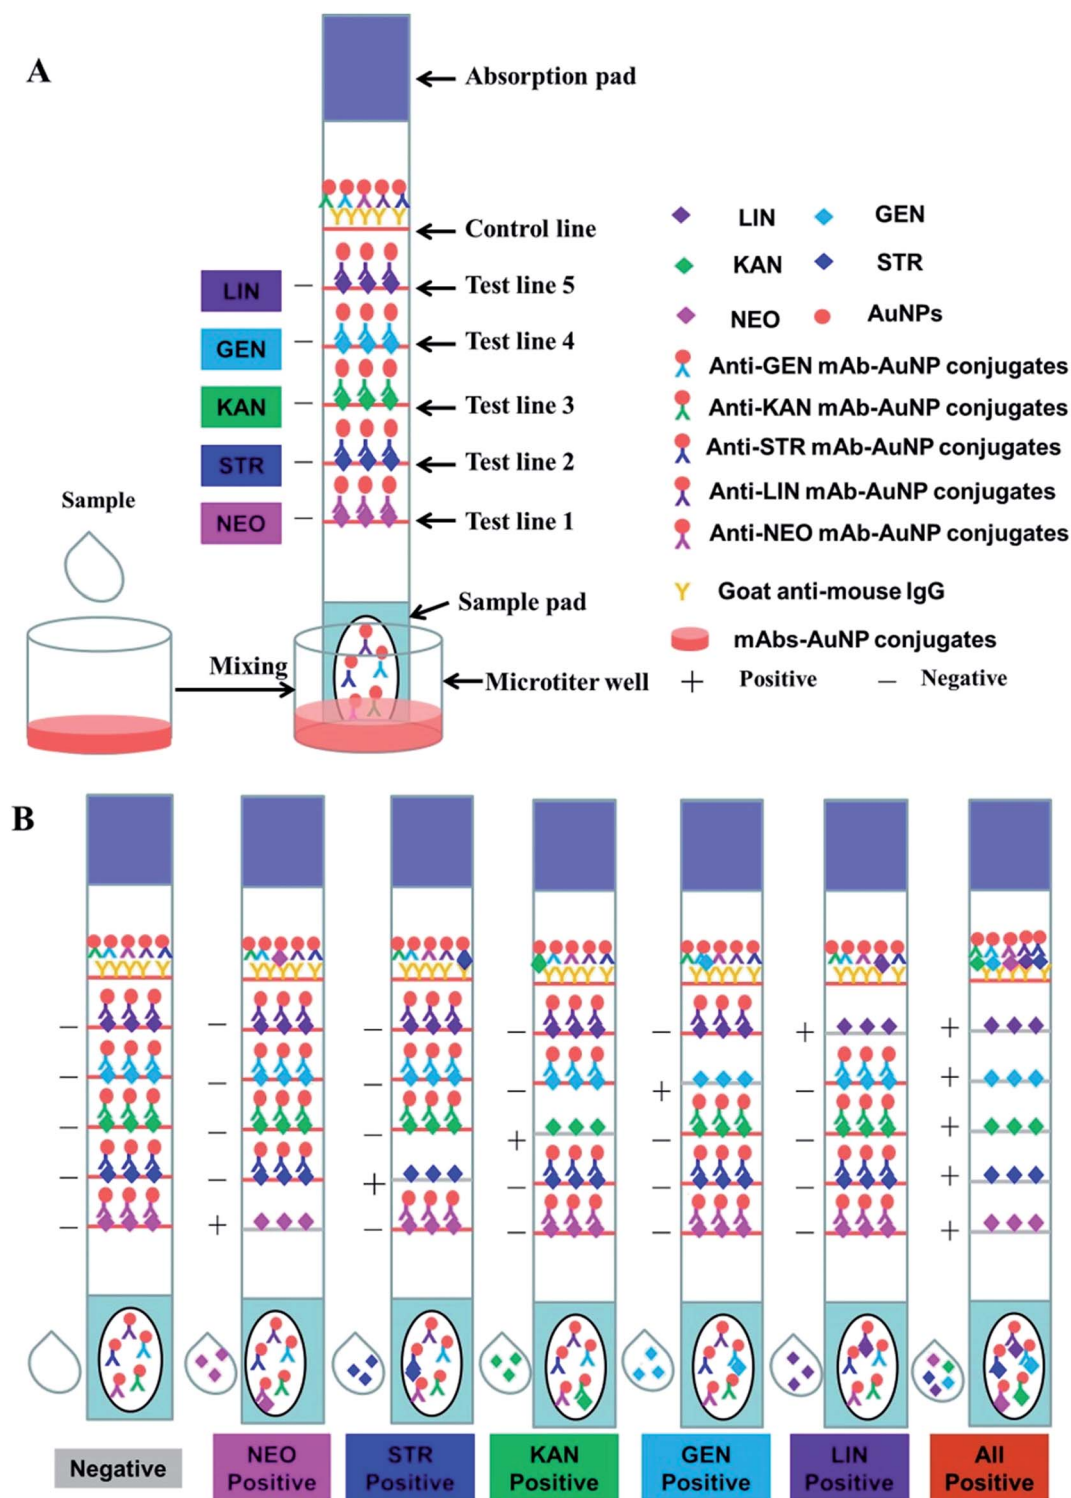 A
Absorption pad
Control line
LIN
–
Test line 5
GEN
–
Test line 4
KAN
–
Test line 3
STR
–
Test line 2
NEO
–
Test line 1
Sample
Sample pad
Mixing
Microtiter well
LIN
GEN
KAN
STR
NEO
AuNPs
Anti-GEN mAb-AuNP conjugates
Anti-KAN mAb-AuNP conjugates
Anti-STR mAb-AuNP conjugates
Anti-LIN mAb-AuNP conjugates
Anti-NEO mAb-AuNP conjugates
Goat anti-mouse IgG
mAbs-AuNP conjugates
+ Positive – Negative
B
– – – – – + +
– – – – + – +
– – – + – – +
– – + – – – +
– + – – – – +
Negative
NEO
Positive
STR
Positive
KAN
Positive
GEN
Positive
LIN
Positive
All
Positive